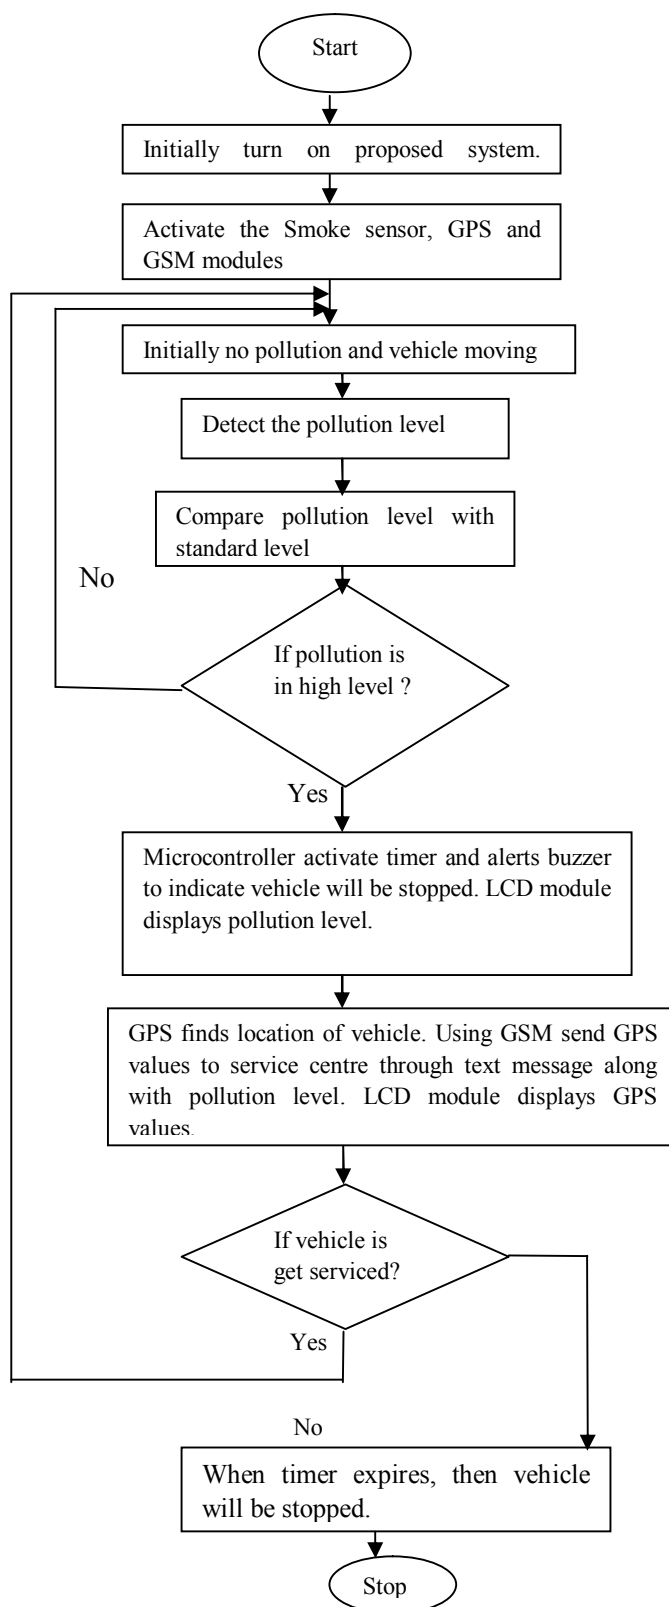 Start
Initially turn on proposed system.
Activate the Smoke sensor, GPS and
GSM modules
Initially no pollution and vehicle moving
Detect the pollution level
Compare pollution level with
standard level
No
If pollution is
in high level ?
Yes
Microcontroller activate timer and alerts buzzer
to indicate vehicle will be stopped. LCD module
displays pollution level.
GPS finds location of vehicle. Using GSM send GPS
values to service centre through text message along
with pollution level. LCD module displays GPS
values.
If vehicle is
get serviced?
Yes
No
When timer expires, then vehicle
will be stopped.
Stop